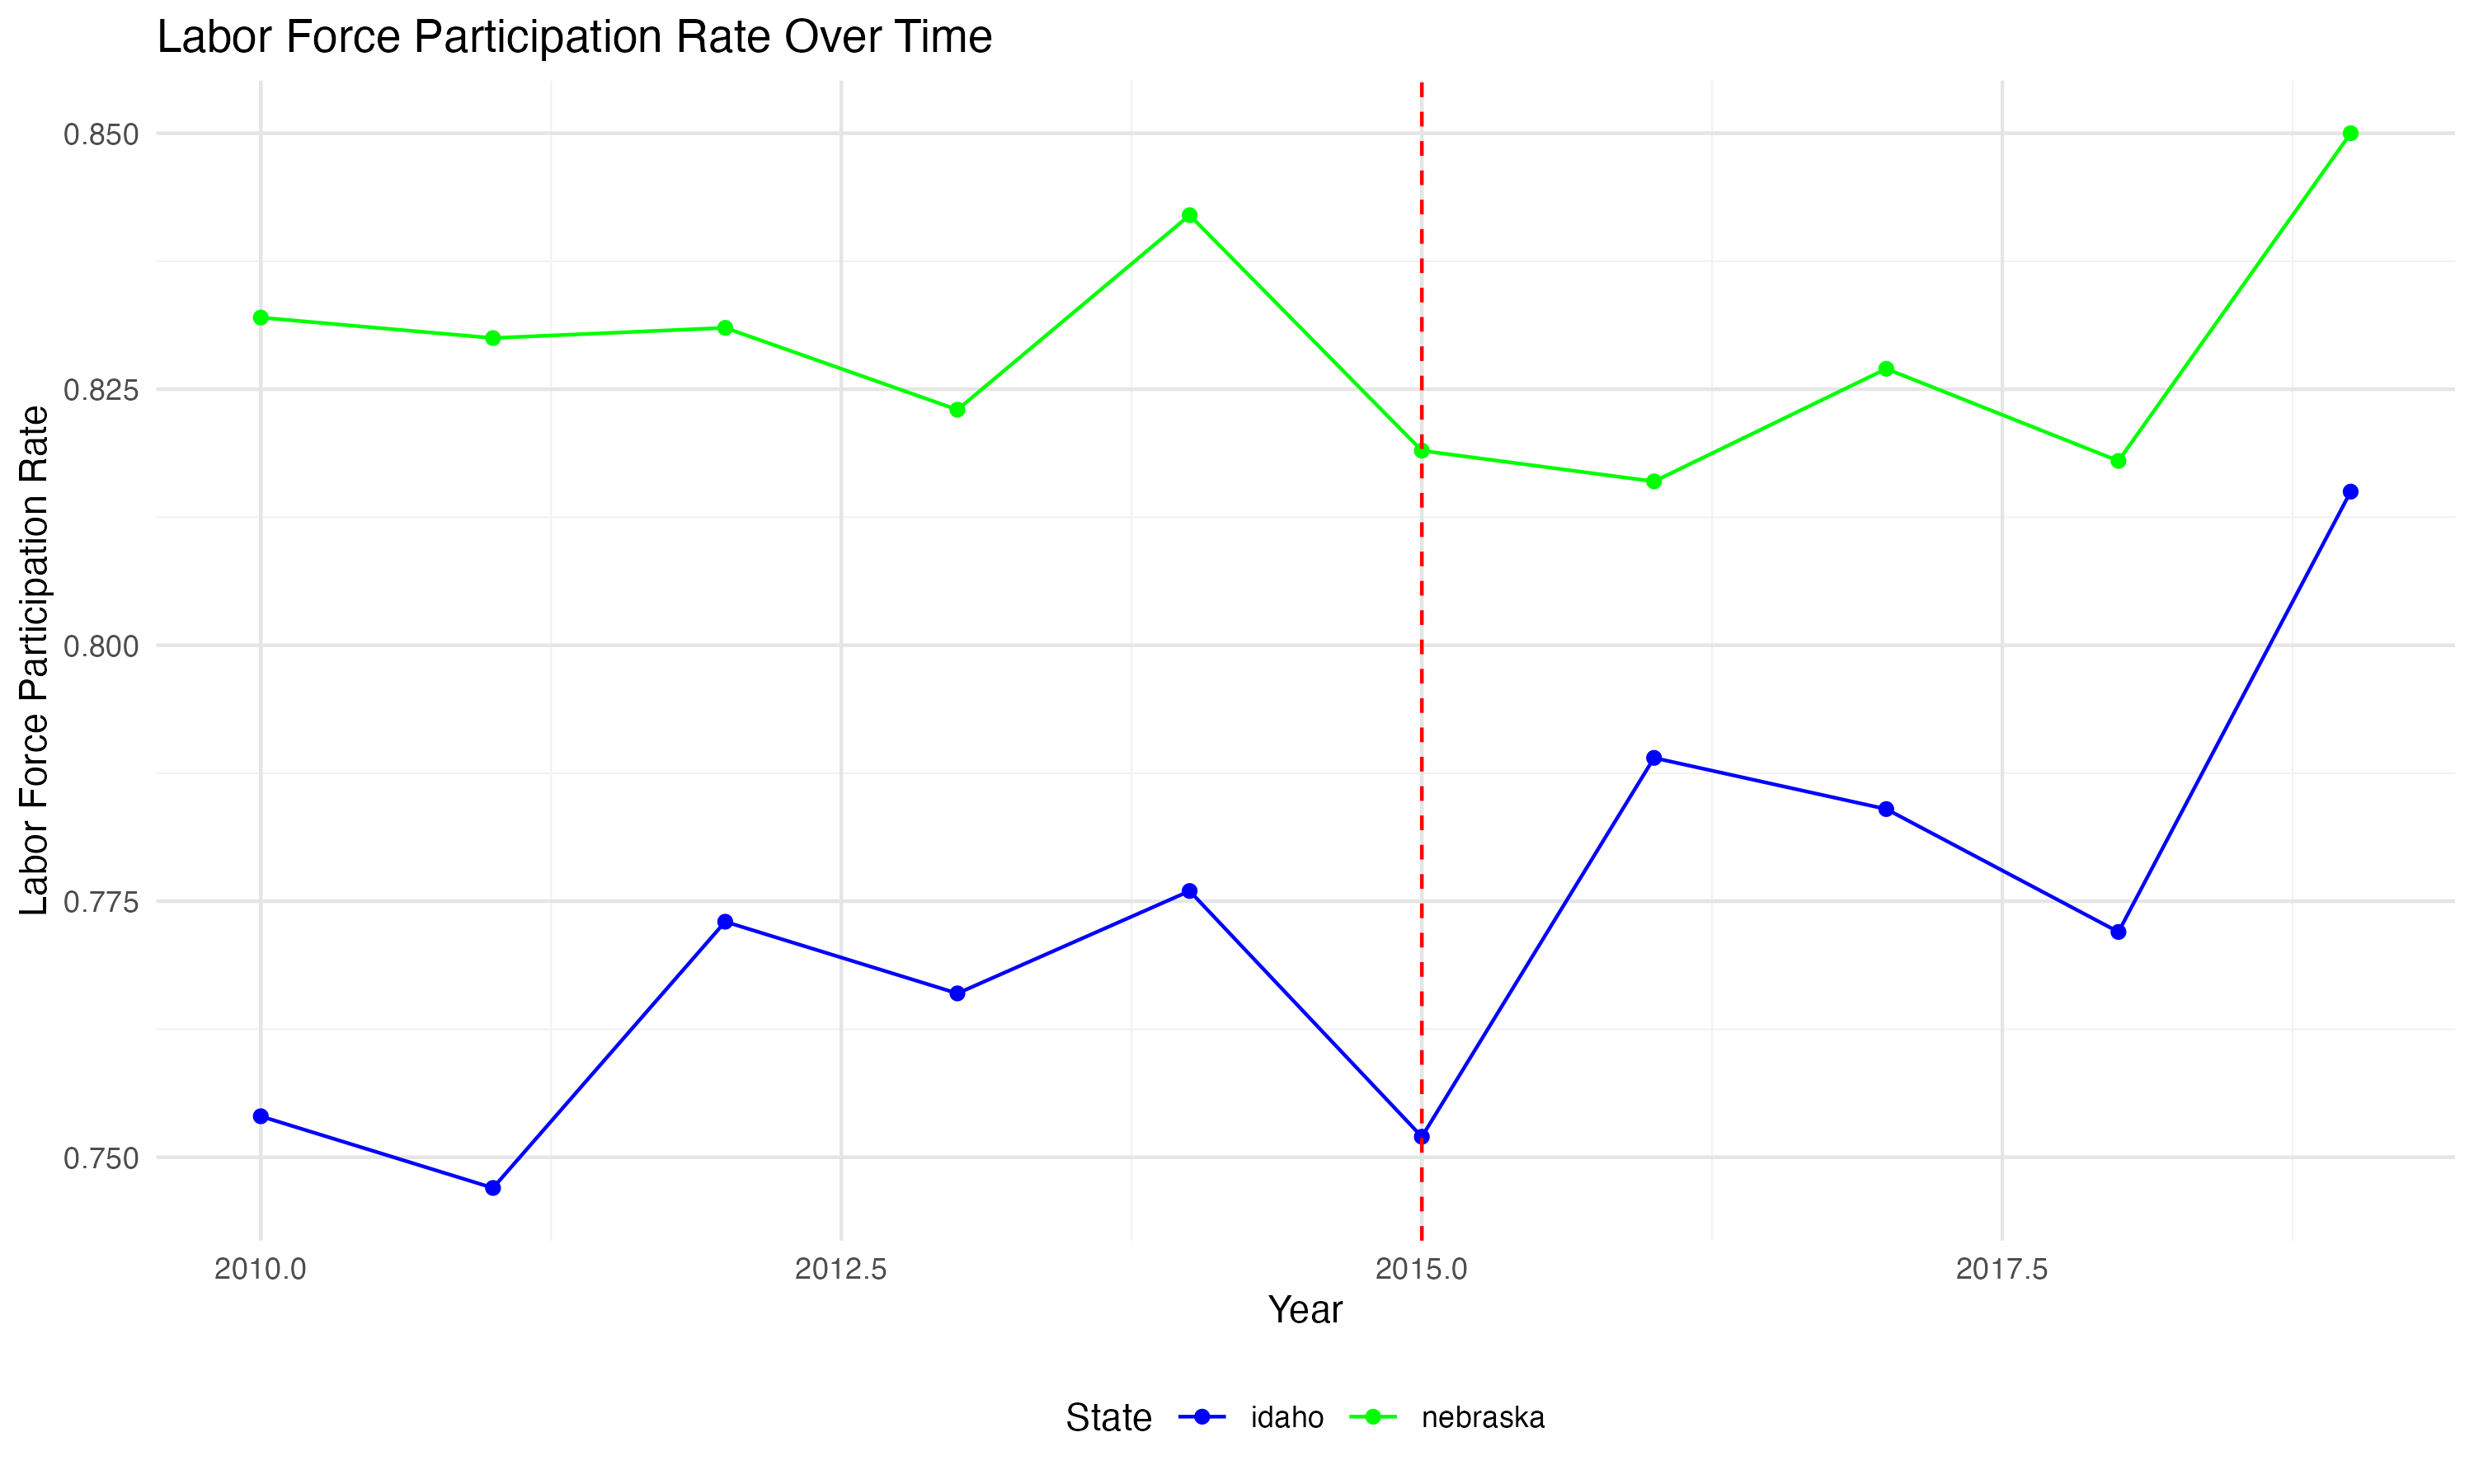 Labor Force Participation Rate Over Time
Labor Force Participation Rate
0.850
0.825
0.800
0.775
0.750
2010.0 2012.5 2015.0 2017.5
Year
State idaho nebraska